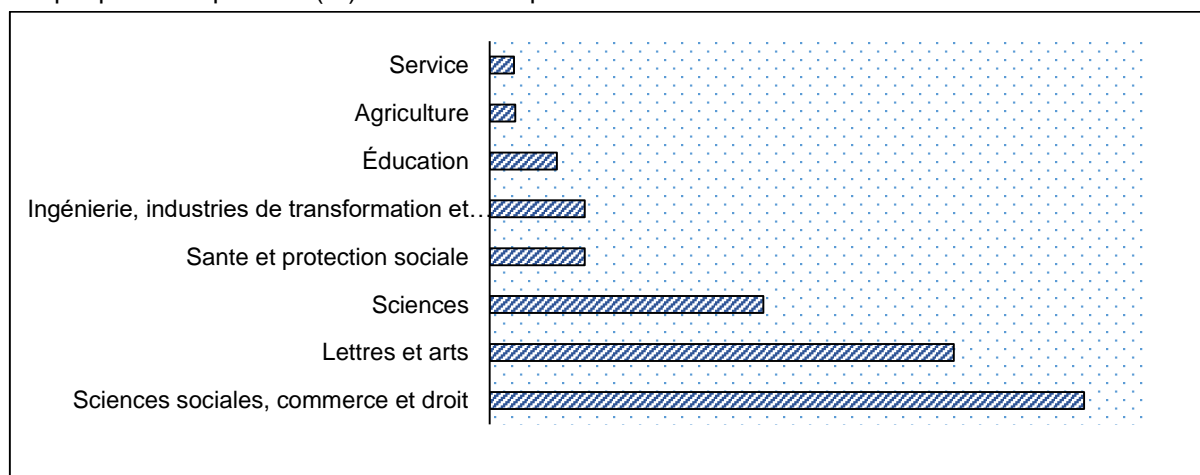 Service
Agriculture
Éducation
Ingénierie, industries de transformation et…
Sante et protection sociale
Sciences
Lettres et arts
Sciences sociales, commerce et droit